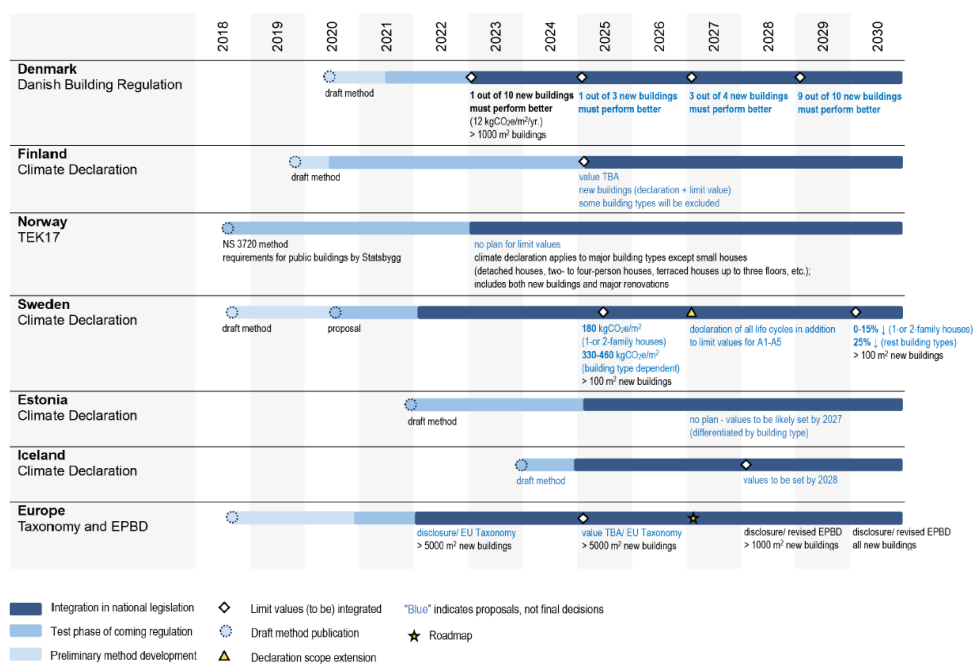 2018 2019 2020 2021 2022 2023 2024 2025 2026 2027 2028 2029 2030
Denmark
Danish Building Regulation
draft method
1 out of 10 new buildings
must perform better
(12 kgCO₂e/m²/yr.)
> 1000 m² buildings
1 out of 3 new buildings
must perform better
3 out of 4 new buildings
must perform better
9 out of 10 new buildings
must perform better
Finland
Climate Declaration
draft method
value TBA
new buildings (declaration + limit value)
some building types will be excluded
Norway
TEK17
NS 3720 method
requirements for public buildings by Statsbygg
no plan for limit values
climate declaration applies to major building types except small houses
(detached houses, two- to four-person houses, terraced houses up to three floors, etc.);
includes both new buildings and major renovations
Sweden
Climate Declaration
draft method
proposal
180 kgCO₂e/m²
(1-or 2-family houses)
330-460 kgCO₂e/m²
(building type dependent)
> 100 m² new buildings
declaration of all life cycles in addition
to limit values for A1-A5
0-15% ↓ (1-or 2-family houses)
25% ↓ (rest building types)
> 100 m² new buildings
Estonia
Climate Declaration
draft method
no plan - values to be likely set by 2027
(differentiated by building type)
Iceland
Climate Declaration
draft method
values to be set by 2028
Europe
Taxonomy and EPBD
disclosure/ EU Taxonomy
> 5000 m² new buildings
value TBA/ EU Taxonomy
> 5000 m² new buildings
disclosure/ revised EPBD
> 1000 m² new buildings
disclosure/ revised EPBD
all new buildings
Integration in national legislation
Test phase of coming regulation
Preliminary method development
Limit values (to be) integrated
Draft method publication
Declaration scope extension
"Blue" indicates proposals, not final decisions
Roadmap